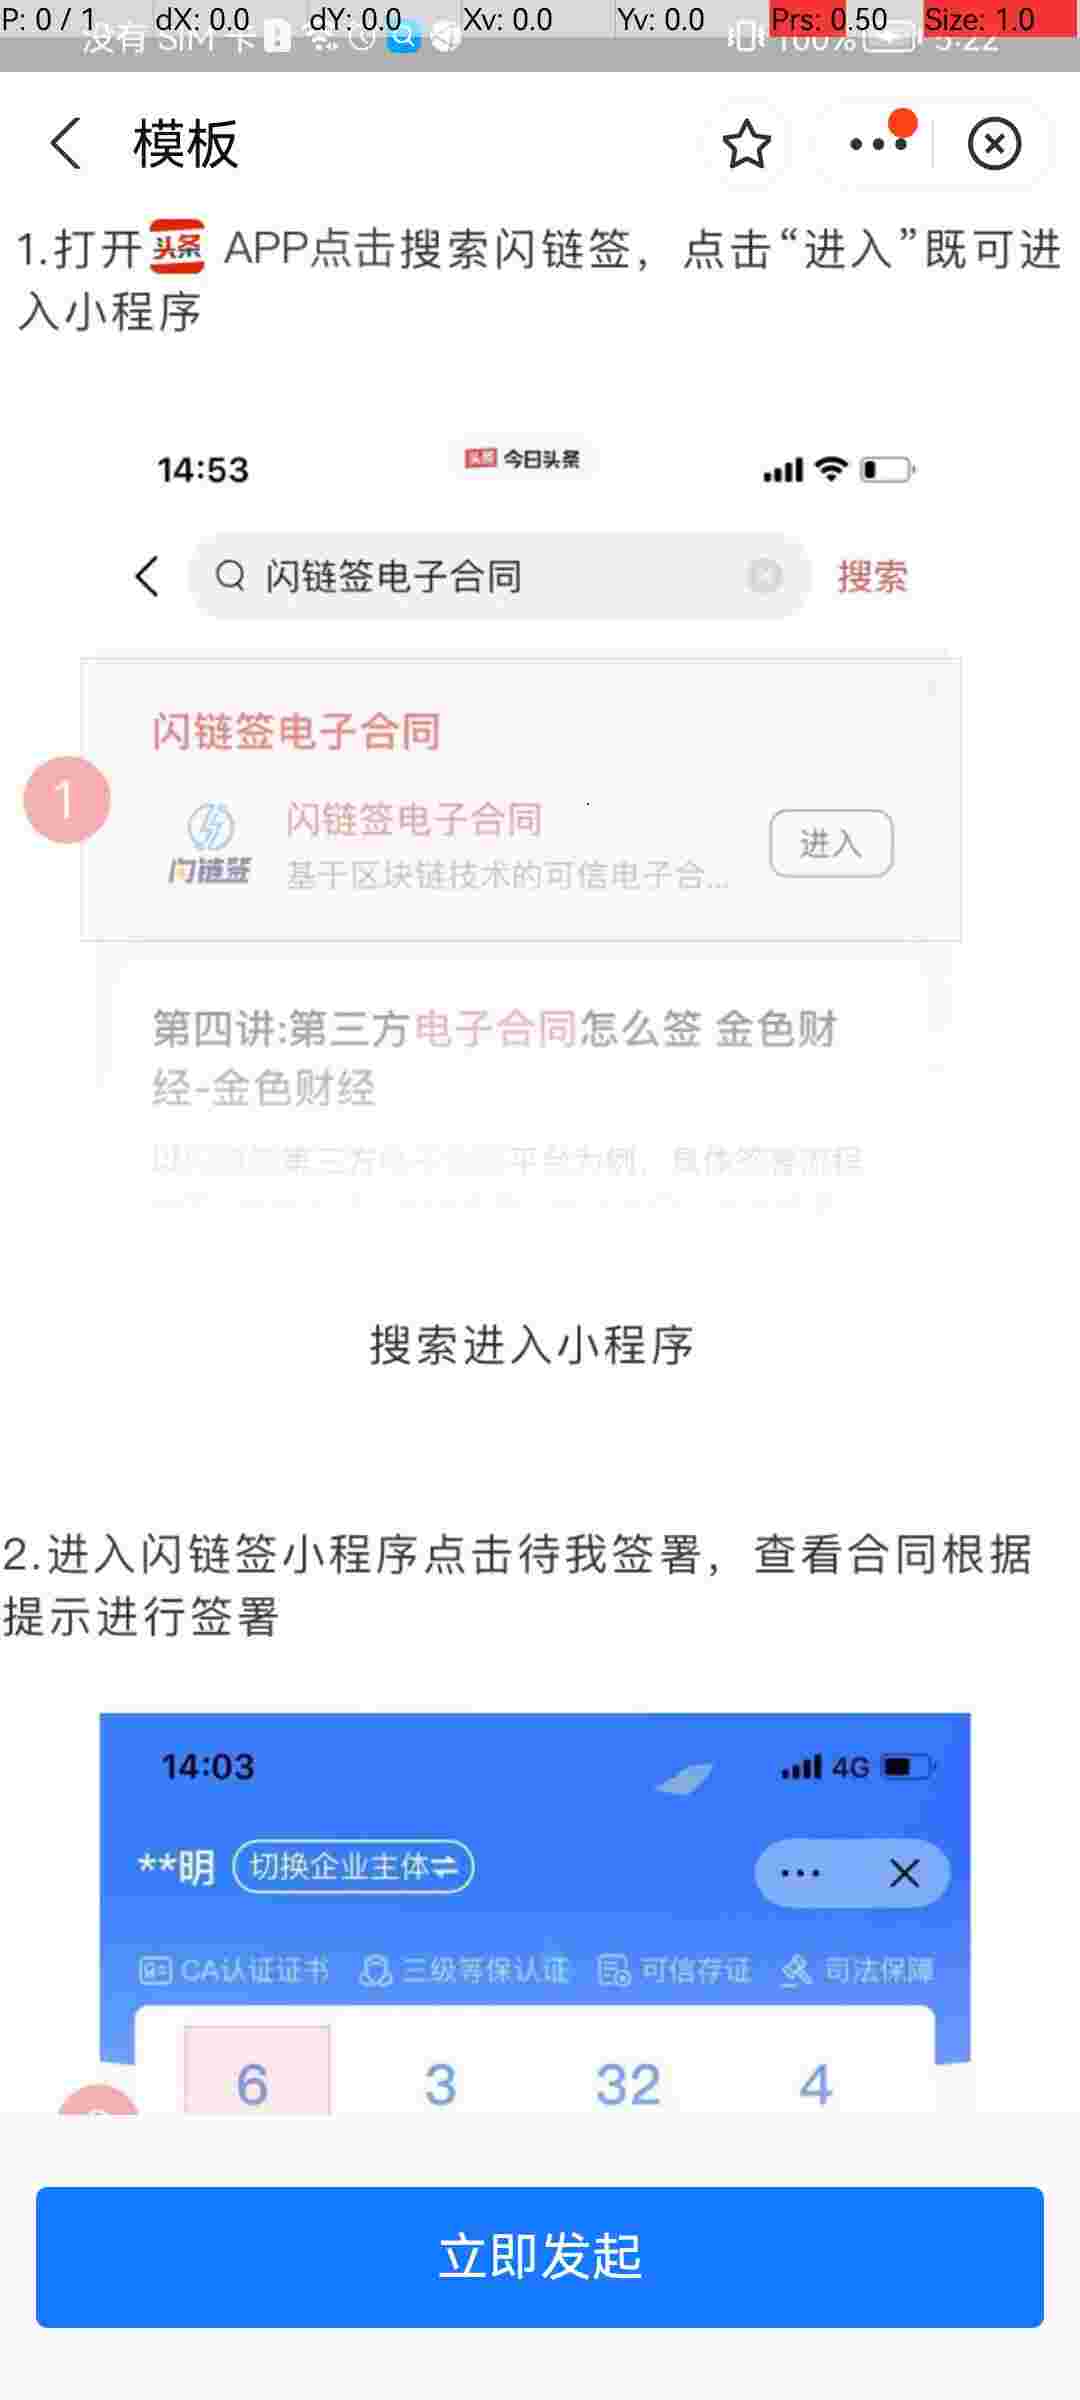 P: 0 / 1 dX: 0.0 dY: 0.0 Xv: 0.0 Yv: 0.0 Prs: 0.50 Size: 1.0
没有 SIM 卡 100% 5:22
模板
1.打开头条 APP点击搜索闪链签，点击“进入”既可进
入小程序
14:53 头条 今日头条
闪链签电子合同 搜索
闪链签电子合同
1
闪链签电子合同
闪链签 基于区块链技术的可信电子合... 进入
第四讲:第三方电子合同怎么签 金色财
经-金色财经
第三方 平台为例，具体签署流程
搜索进入小程序
2.进入闪链签小程序点击待我签署，查看合同根据
提示进行签署
14:03 4G
**明 切换企业主体
CA认证证书 三级等保认证 可信存证 司法保障
6 3 32 4
立即发起